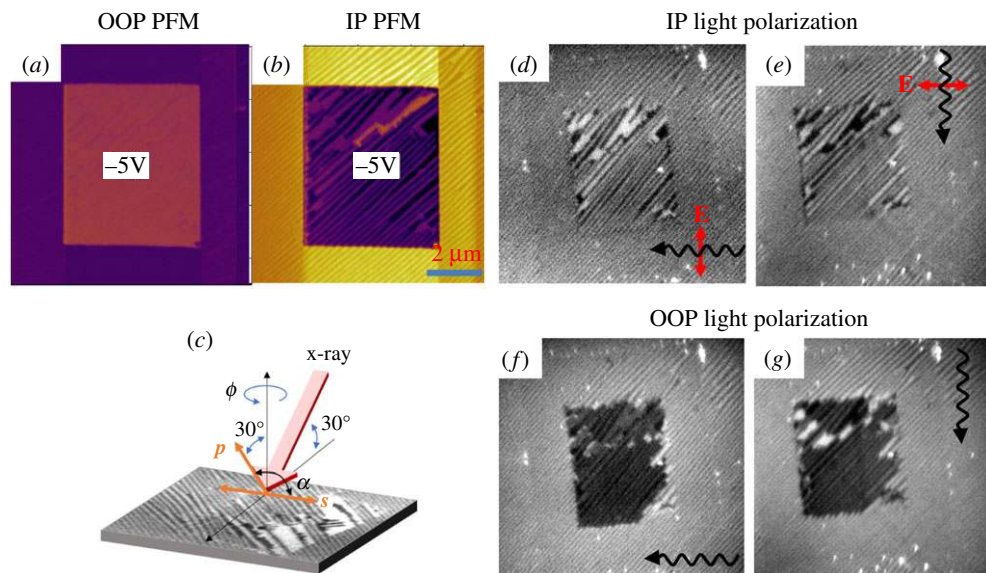 OOP PFM
IP PFM
IP light polarization
(a)
(b)
(d)
(e)
E
–5V
–5V
E
2 μm
OOP light polarization
(c)
x-ray
(f)
(g)
ϕ
30°
30°
p
α
s